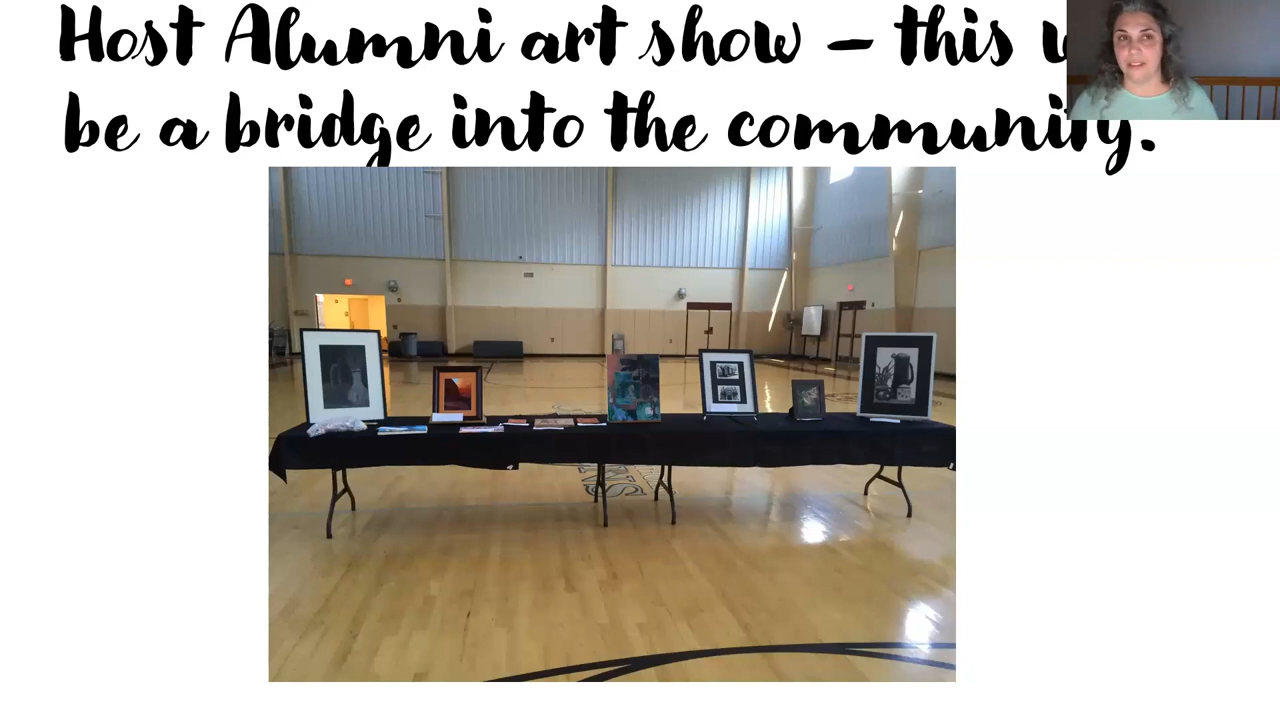 Host Alumni art show – this
be a bridge into the community.